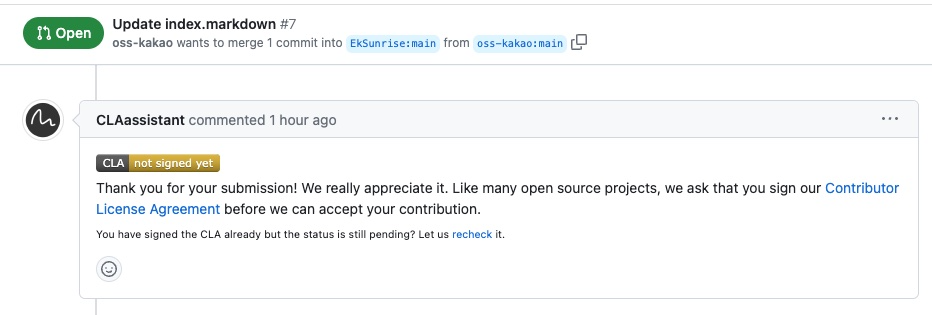 Open
Update index.markdown #7
oss-kakao wants to merge 1 commit into EkSunrise:main from oss-kakao:main
CLAassistant commented 1 hour ago
CLA not signed yet
Thank you for your submission! We really appreciate it. Like many open source projects, we ask that you sign our Contributor
License Agreement before we can accept your contribution.
You have signed the CLA already but the status is still pending? Let us recheck it.